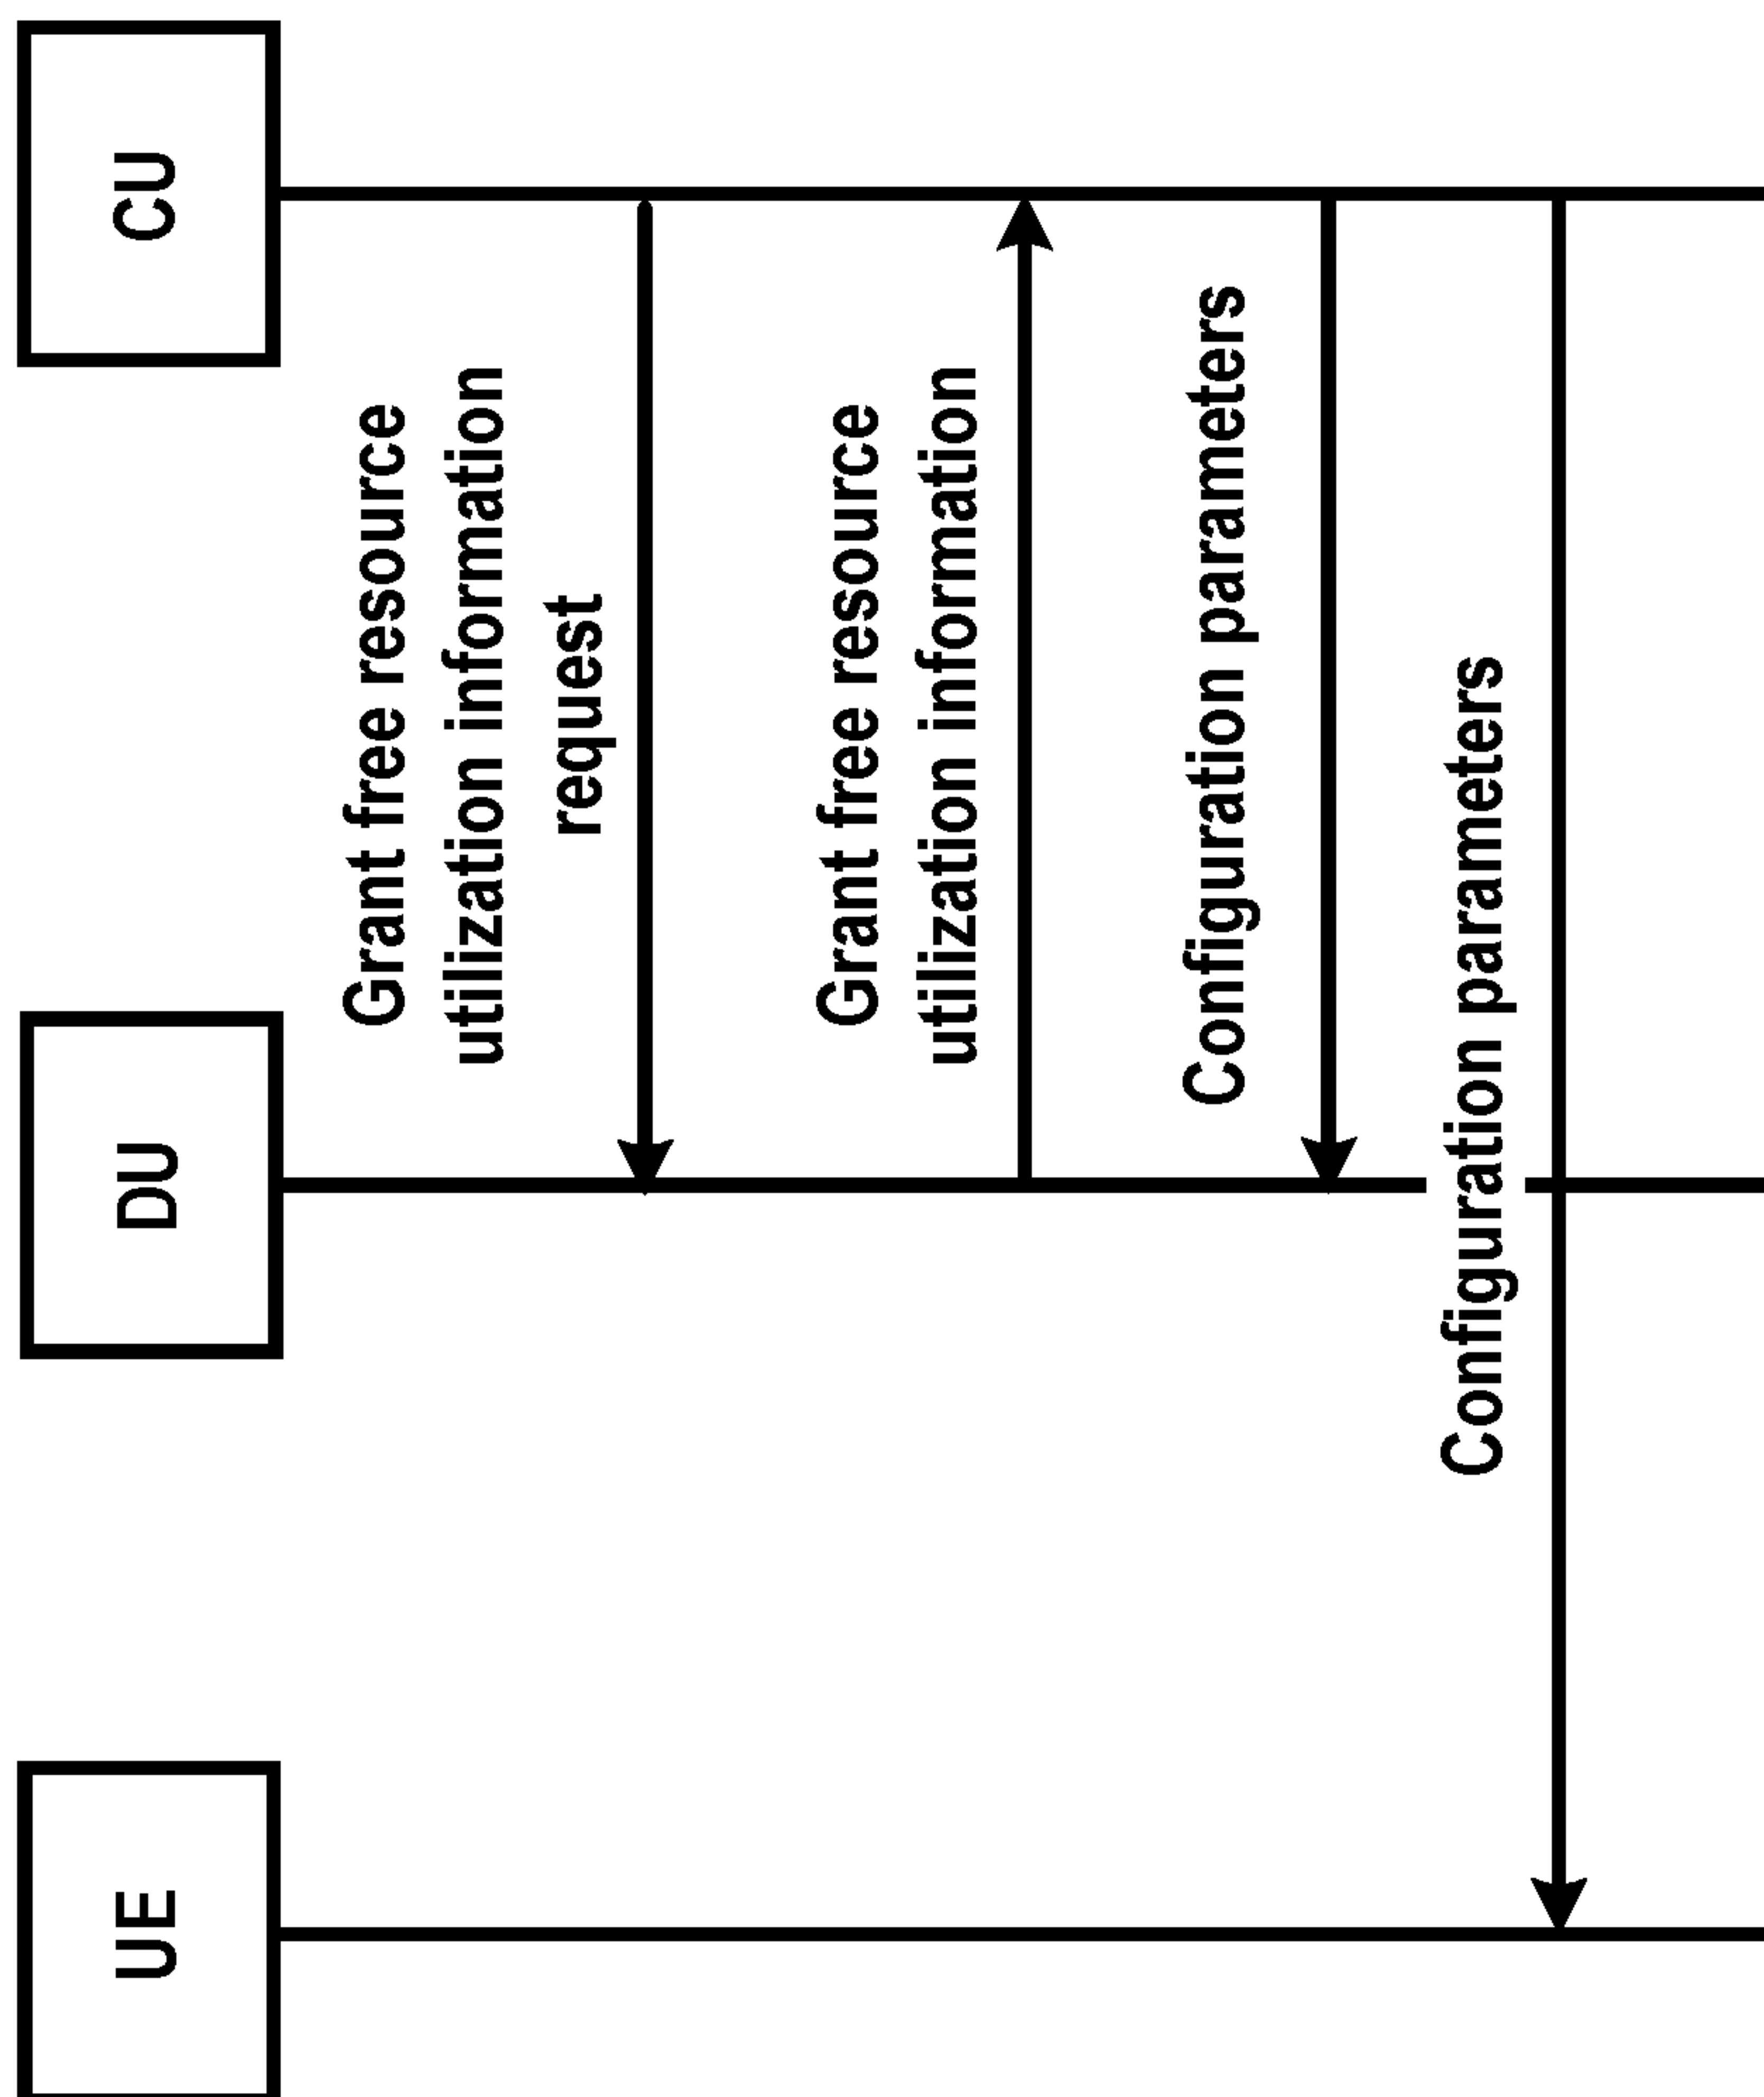 UE
DU
CU
Grant free resource
utilization information
request
Grant free resource
utilization information
Configuration parameters
Configuration parameters